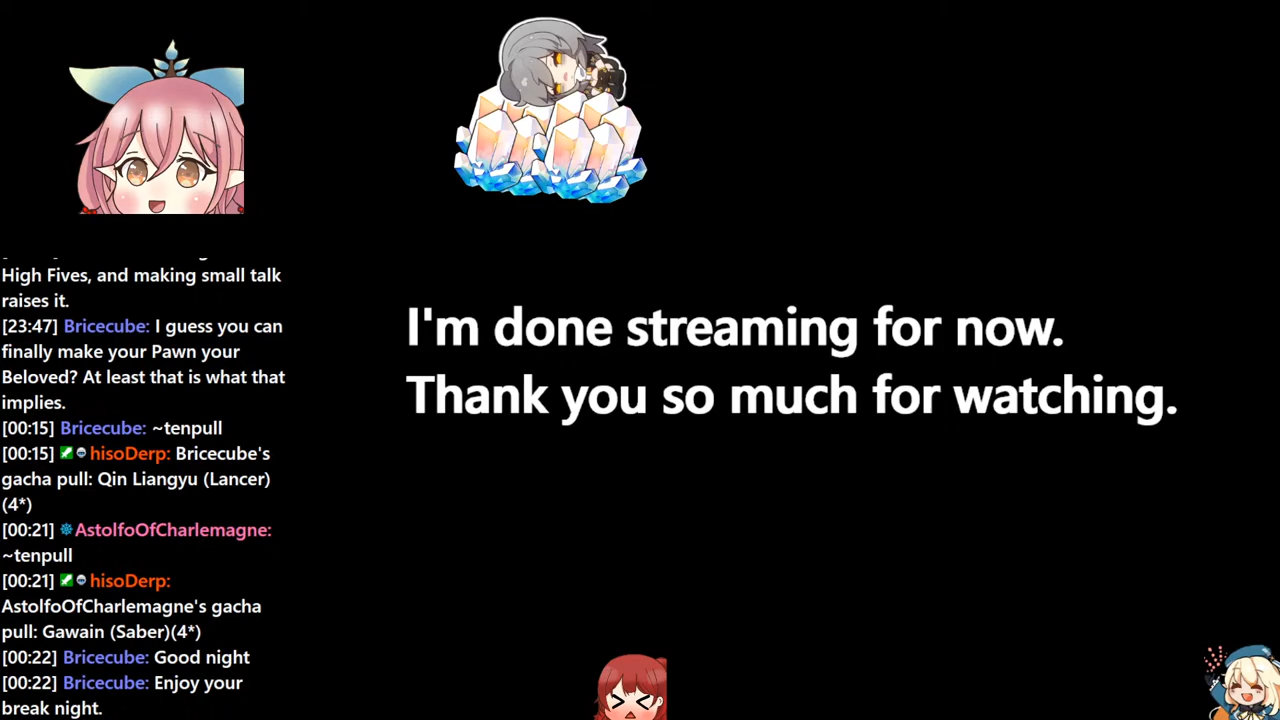 High Fives, and making small talk
raises it.
[23:47] Bricecube: I guess you can
finally make your Pawn your
Beloved? At least that is what that
implies.
[00:15] Bricecube: ~tenpull
[00:15] hisoDerp: Bricecube's
gacha pull: Qin Liangyu (Lancer)
(4*)
[00:21] AstolfoOfCharlemagne:
~tenpull
[00:21] hisoDerp:
AstolfoOfCharlemagne's gacha
pull: Gawain (Saber)(4*)
[00:22] Bricecube: Good night
[00:22] Bricecube: Enjoy your
break night.
I'm done streaming for now.
Thank you so much for watching.